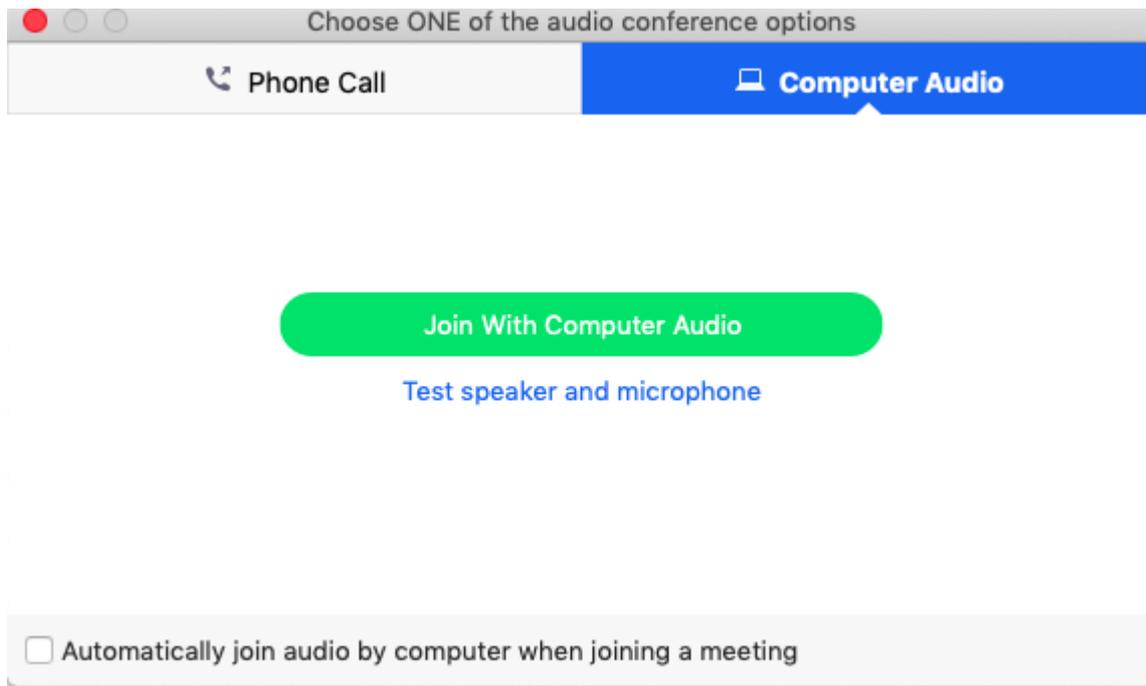 Choose ONE of the audio conference options
Phone Call
Computer Audio
Join With Computer Audio
Test speaker and microphone
Automatically join audio by computer when joining a meeting